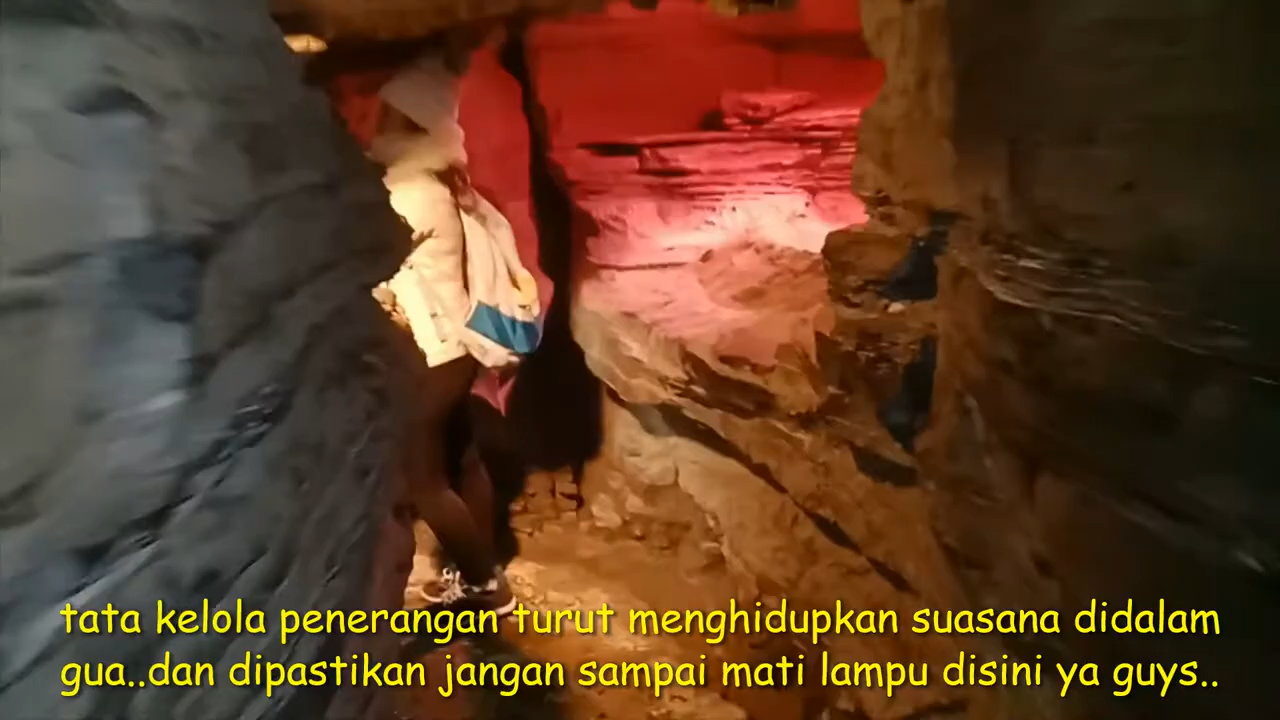 tata kelola penerangan turut menghidupkan suasana didalam
gua..dan dipastikan jangan sampai mati lampu disini ya guys..